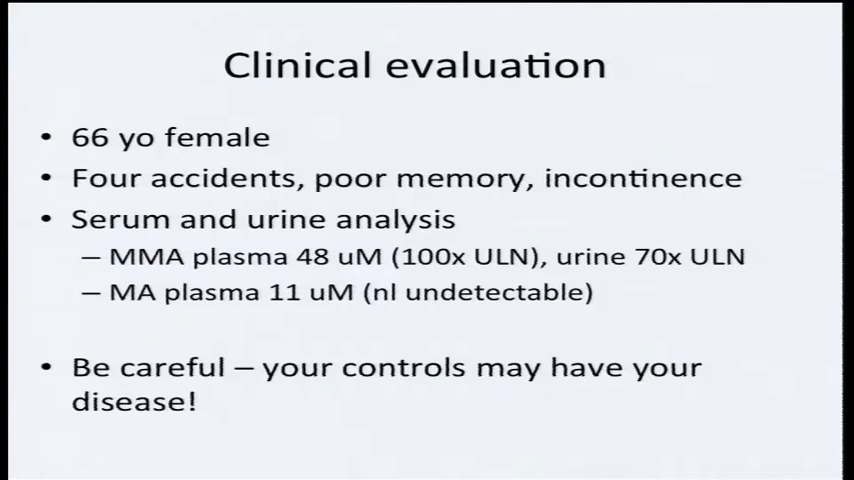 Clinical evaluation
• 66 yo female
• Four accidents, poor memory, incontinence
• Serum and urine analysis
– MMA plasma 48 uM (100x ULN), urine 70x ULN
– MA plasma 11 uM (nl undetectable)
• Be careful – your controls may have your
disease!